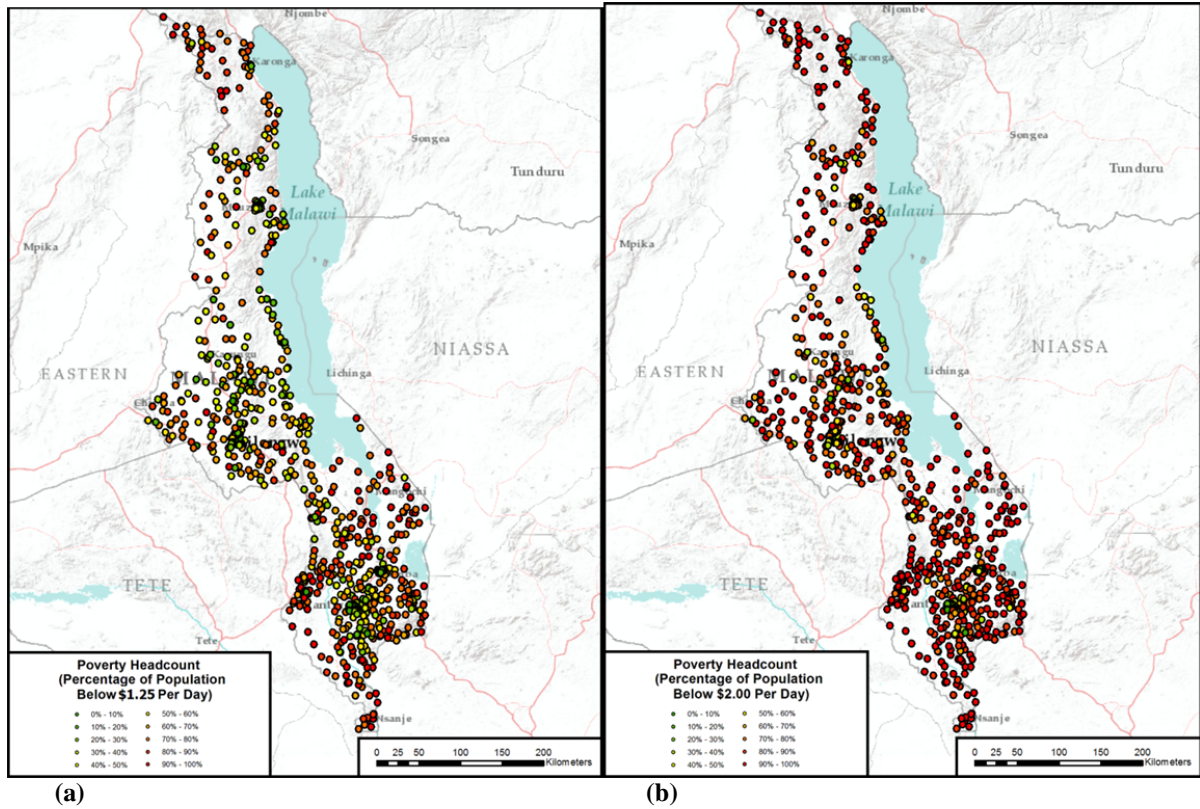 Njombe
Karonga
Songea
Tunduru
Lake
Malawi
Mpika
EASTERN
NIASSA
Lichinga
TETE
Tete
Nsanje
Poverty Headcount
(Percentage of Population
Below $1.25 Per Day)
0% - 10% 50% - 60%
10% - 20% 60% - 70%
20% - 30% 70% - 80%
30% - 40% 80% - 90%
40% - 50% 90% - 100%
0 25 50 100 150 200
Kilometers
(a)
Njombe
Karonga
Songea
Tunduru
Lake
Malawi
Mpika
EASTERN
NIASSA
Lichinga
TETE
Tete
Nsanje
Poverty Headcount
(Percentage of Population
Below $2.00 Per Day)
0% - 10% 50% - 60%
10% - 20% 60% - 70%
20% - 30% 70% - 80%
30% - 40% 80% - 90%
40% - 50% 90% - 100%
0 25 50 100 150 200
Kilometers
(b)